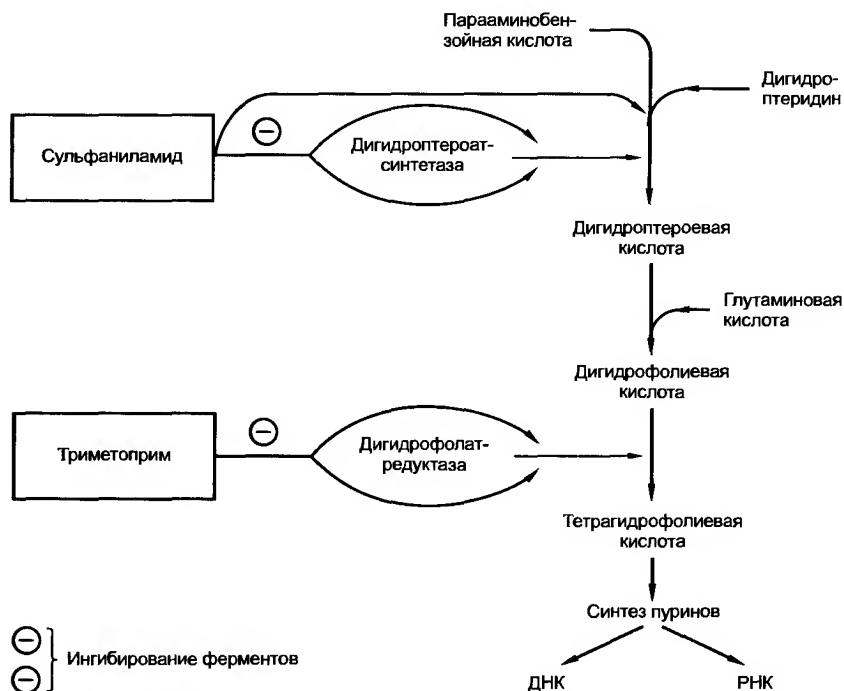 Парааминобен-
зойная кислота
Дигидро-
птеридин
Сульфаниламид
Дигидроптероат-
синтетаза
Дигидроптероевая
кислота
Глутаминовая
кислота
Дигидрофолиевая
кислота
Триметоприм
Дигидрофолат-
редуктаза
Тетрагидрофолиевая
кислота
Синтез пуринов
Ингибирование ферментов
ДНК
РНК